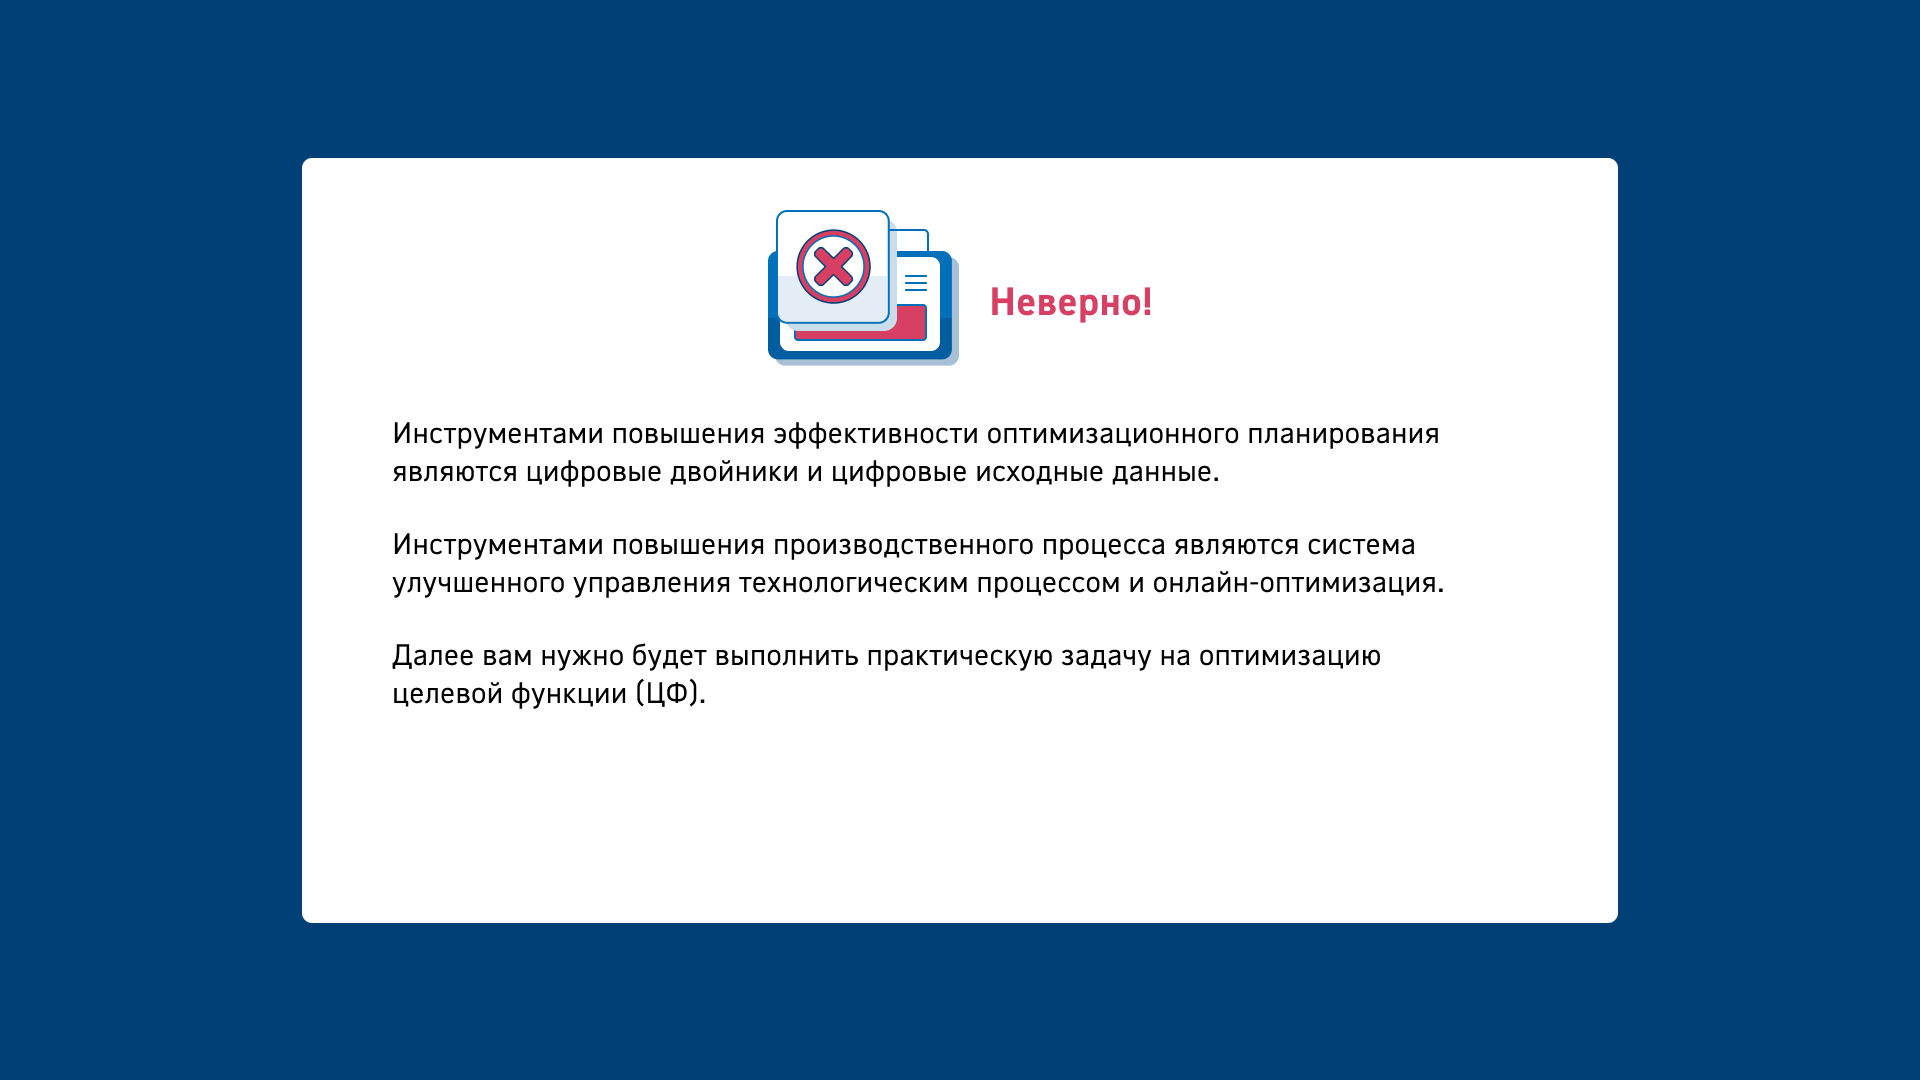 Неверно!
Инструментами повышения эффективности оптимизационного планирования
являются цифровые двойники и цифровые исходные данные.
Инструментами повышения производственного процесса являются система
улучшенного управления технологическим процессом и онлайн-оптимизация.
Далее вам нужно будет выполнить практическую задачу на оптимизацию
целевой функции (ЦФ).